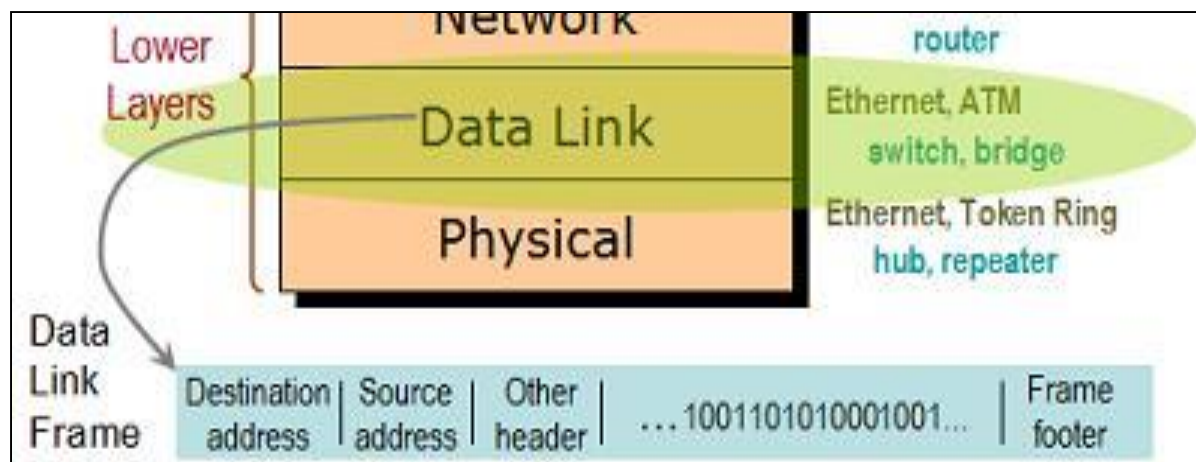 Network
router
Lower
Layers
Data Link
Ethernet, ATM
switch, bridge
Physical
Ethernet, Token Ring
hub, repeater
Data
Link
Frame
Destination address
Source address
Other header
...1001101010001001...
Frame footer